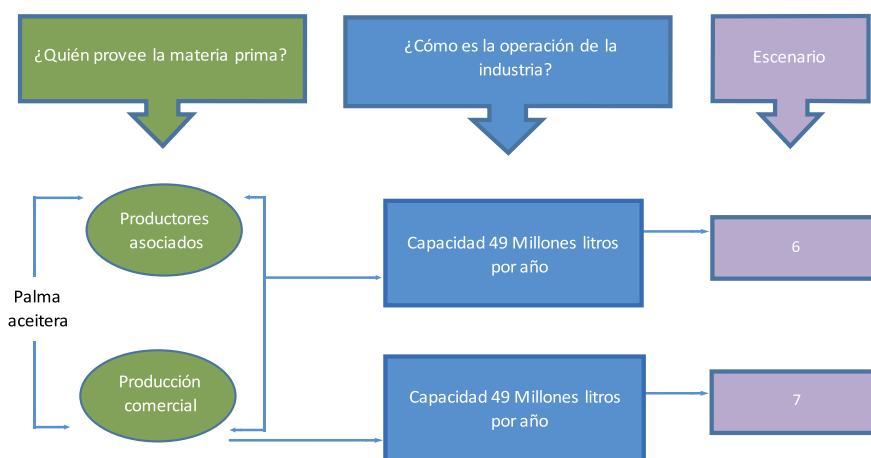 ¿Quién provee la materia prima?
¿Cómo es la operación de la
industria?
Escenario
Productores
asociados
Capacidad 49 Millones litros
por año
6
Palma
aceitera
Producción
comercial
Capacidad 49 Millones litros
por año
7